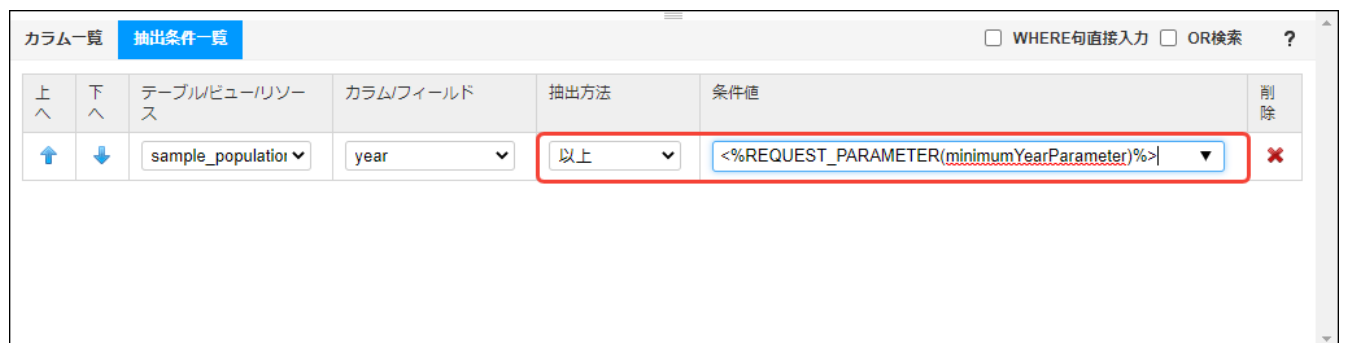 カラム一覧 抽出条件一覧 WHERE句直接入力 OR検索 ?
上へ 下へ テーブル/ビュー/リソース カラム/フィールド 抽出方法 条件値 削除
sample_population year 以上 <%REQUEST_PARAMETER(minimumYearParameter)%>